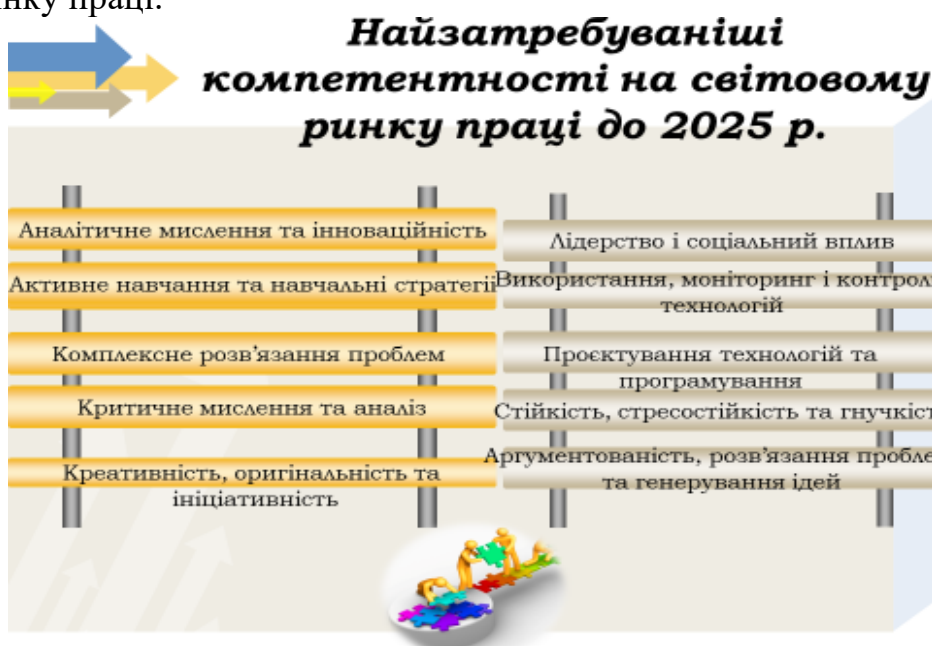 ринку праці.
Найзатребуваніші
компетентності на світовому
ринку праці до 2025 р.
Аналітичне мислення та інноваційність
Активне навчання та навчальні стратегії
Комплексне розв’язання проблем
Критичне мислення та аналіз
Креативність, оригінальність та
ініціативність
Лідерство і соціальний вплив
Використання, моніторинг і контроль
технологій
Проєктування технологій та
програмування
Стійкість, стресостійкість та гнучкість
Аргументованість, розв’язання проблем
та генерування ідей